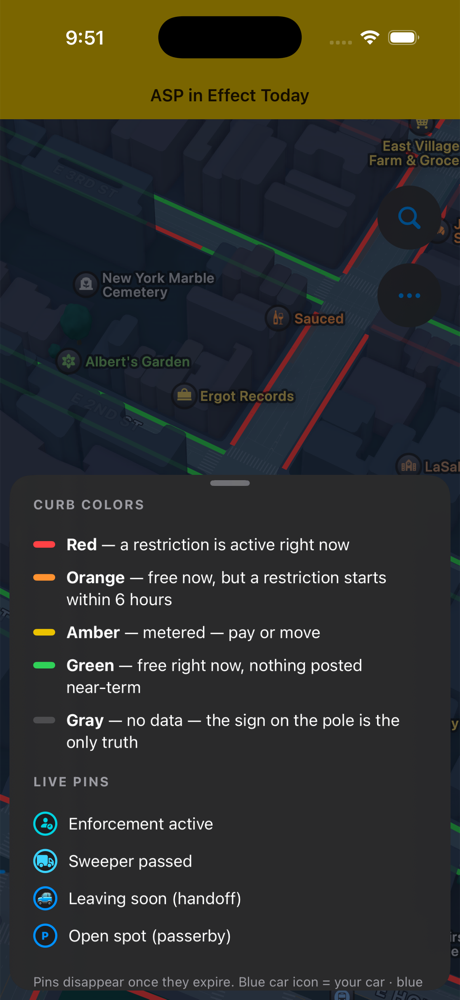 9:51
ASP in Effect Today
East Village
Farm & Groce
New York Marble
Cemetery
Sauced
Albert's Garden
Ergot Records
E 2ND ST
LaSal
CURB COLORS
Red — a restriction is active right now
Orange — free now, but a restriction starts
within 6 hours
Amber — metered — pay or move
Green — free right now, nothing posted
near-term
Gray — no data — the sign on the pole is the
only truth
LIVE PINS
Enforcement active
Sweeper passed
Leaving soon (handoff)
P
Open spot (passerby)
Pins disappear once they expire. Blue car icon = your car · blue